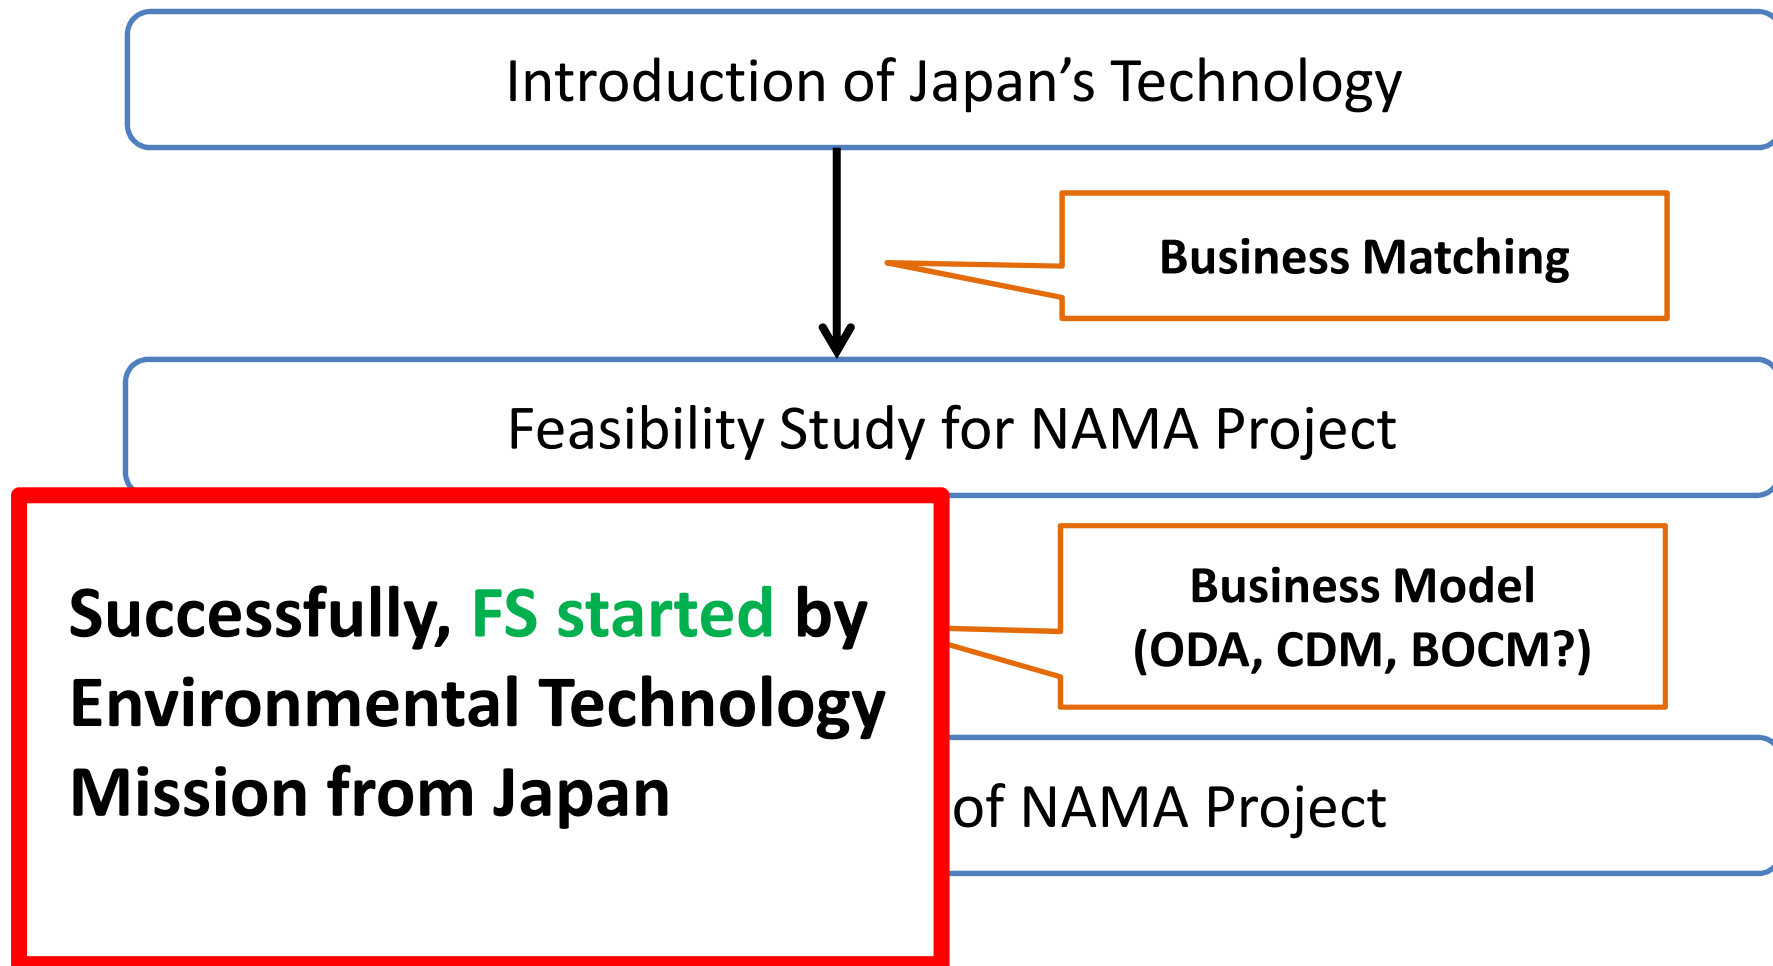 Introduction of Japan’s Technology
Business Matching
Feasibility Study for NAMA Project
Successfully, FS started by
Environmental Technology
Mission from Japan
Business Model
(ODA, CDM, BOCM?)
of NAMA Project